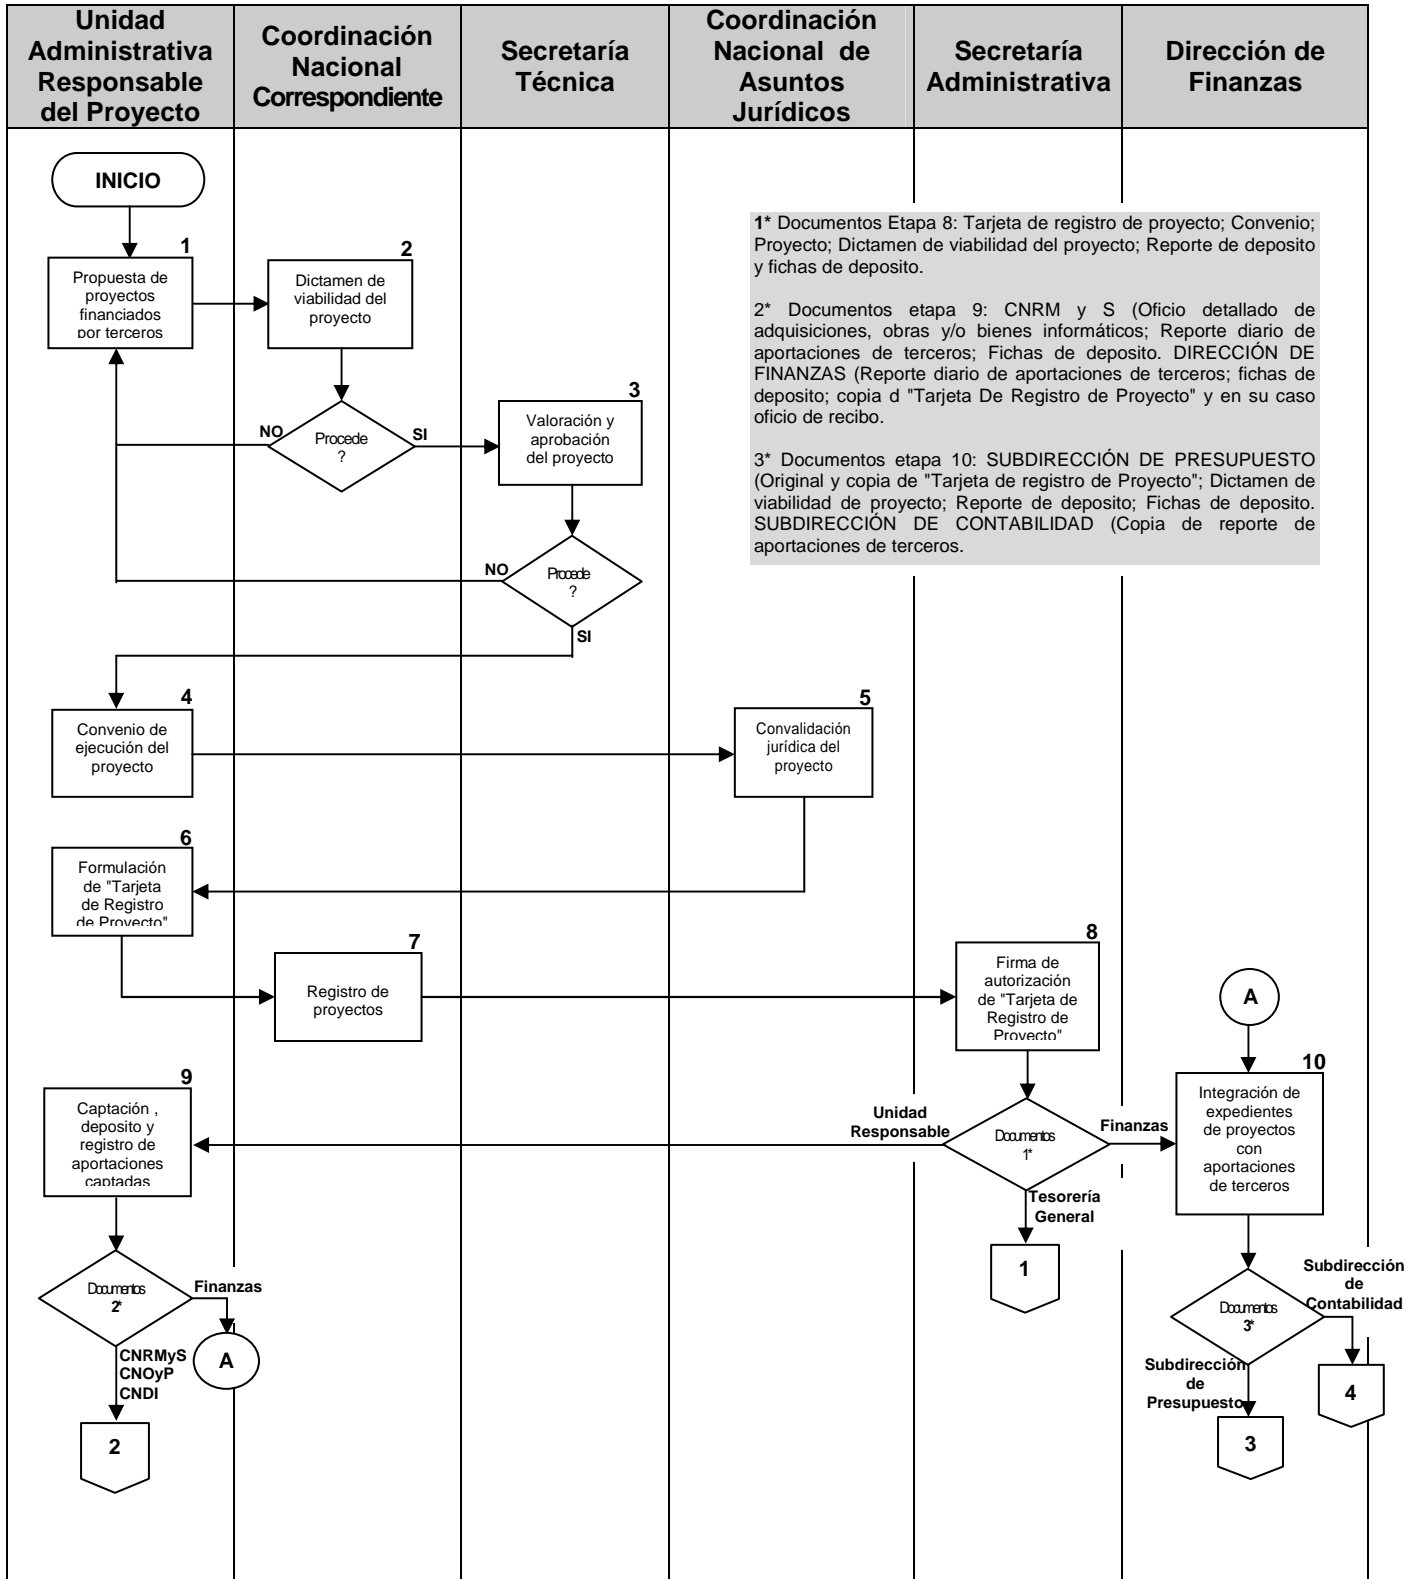 Unidad
Administrativa
Responsable
del Proyecto
Coordinación
Nacional
Correspondiente
Secretaría
Técnica
Coordinación
Nacional de
Asuntos
Jurídicos
Secretaría
Administrativa
Dirección de
Finanzas
INICIO
1
Propuesta de
proyectos
financiados
por terceros
2
Dictamen de
viabilidad del
proyecto
1* Documentos Etapa 8: Tarjeta de registro de proyecto; Convenio;
Proyecto; Dictamen de viabilidad del proyecto; Reporte de deposito
y fichas de deposito.
2* Documentos etapa 9: CNRM y S (Oficio detallado de
adquisiciones, obras y/o bienes informáticos; Reporte diario de
aportaciones de terceros; Fichas de deposito. DIRECCIÓN DE
FINANZAS (Reporte diario de aportaciones de terceros; fichas de
deposito; copia d "Tarjeta De Registro de Proyecto" y en su caso
oficio de recibo.
3* Documentos etapa 10: SUBDIRECCIÓN DE PRESUPUESTO
(Original y copia de "Tarjeta de registro de Proyecto"; Dictamen de
viabilidad de proyecto; Reporte de deposito; Fichas de deposito.
SUBDIRECCIÓN DE CONTABILIDAD (Copia de reporte de
aportaciones de terceros.
NO
Procede
?
SI
3
Valoración y
aprobación
del proyecto
NO
Procede
?
SI
4
Convenio de
ejecución del
proyecto
5
Convalidación
jurídica del
proyecto
6
Formulación
de "Tarjeta
de Registro
de Proyecto"
7
Registro de
proyectos
8
Firma de
autorización
de "Tarjeta de
Registro de
Proyecto"
A
9
Captación ,
deposito y
registro de
aportaciones
captadas
Unidad
Responsable
Documentos
1*
Finanzas
Tesorería
General
1
10
Integración de
expedientes
de proyectos
con
aportaciones
de terceros
Documentos
2*
Finanzas
A
CNRMyS
CNOyP
CNDI
2
Documentos
3*
Subdirección
de
Contabilidad
4
Subdirección
de
Presupuesto
3